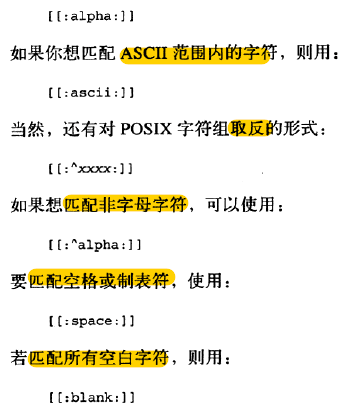 [[:alpha:]]
如果你想匹配 ASCII 范围内的字符，则用：
[[:ascii:]]
当然，还有对 POSIX 字符组取反的形式：
[[:^xxxx:]]
如果想匹配非字母字符，可以使用：
[[:^alpha:]]
要匹配空格或制表符，使用：
[[:space:]]
若匹配所有空白字符，则用：
[[:blank:]]